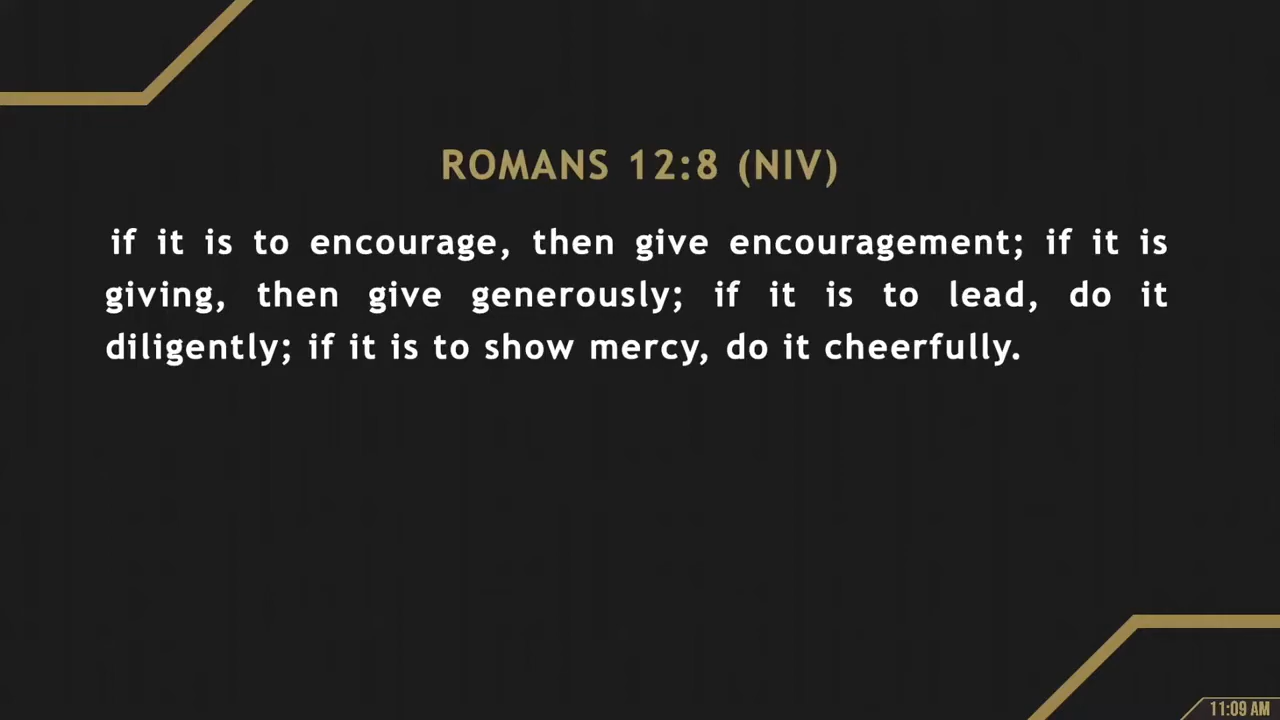 ROMANS 12:8 (NIV)
if it is to encourage, then give encouragement; if it is
giving, then give generously; if it is to lead, do it
diligently; if it is to show mercy, do it cheerfully.
11:09 AM